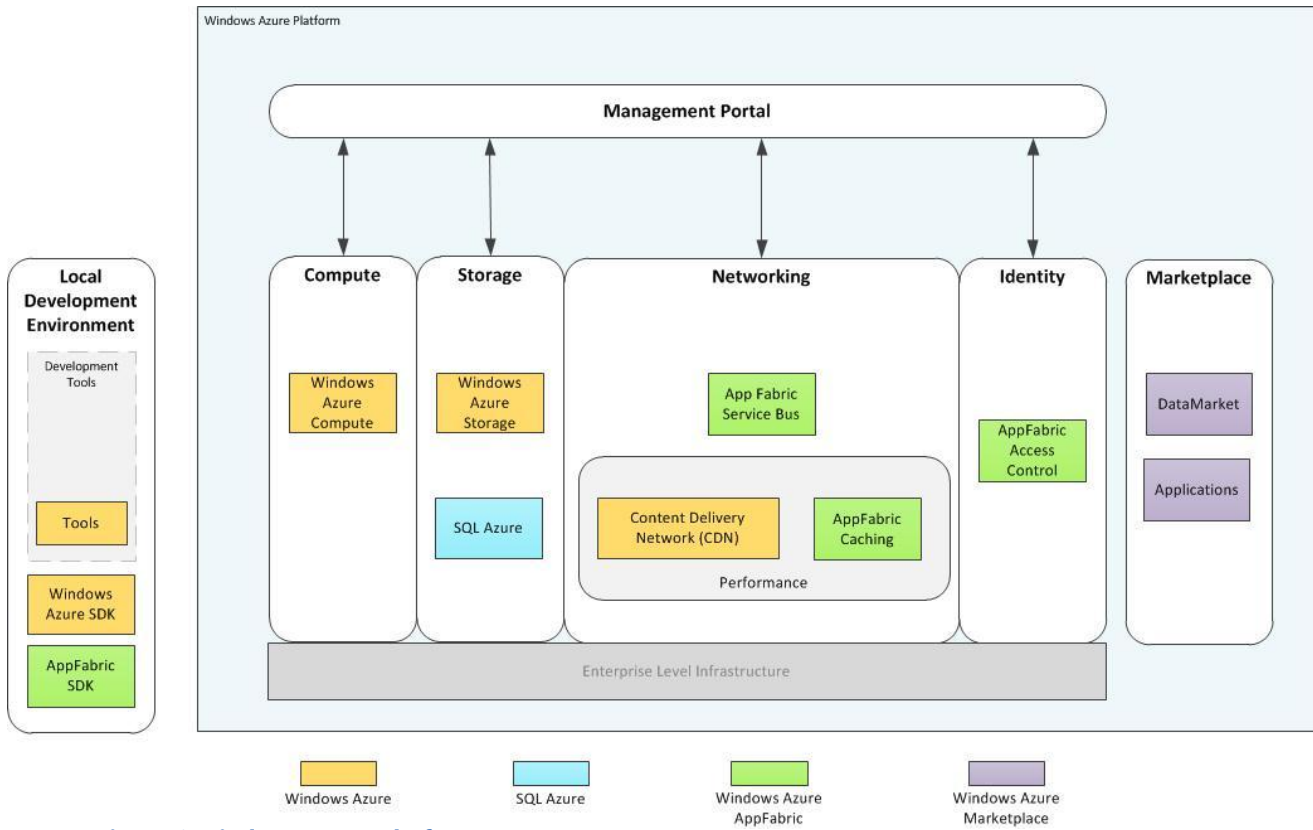 Windows Azure Platform
Management Portal
Local
Development
Environment
Development
Tools
Tools
Windows
Azure SDK
AppFabric
SDK
Compute
Windows
Azure
Compute
Storage
Windows
Azure
Storage
SQL Azure
Networking
App Fabric
Service Bus
Content Delivery
Network (CDN)
AppFabric
Caching
Performance
Identity
AppFabric
Access
Control
Marketplace
DataMarket
Applications
Enterprise Level Infrastructure
Windows Azure
SQL Azure
Windows Azure
AppFabric
Windows Azure
Marketplace